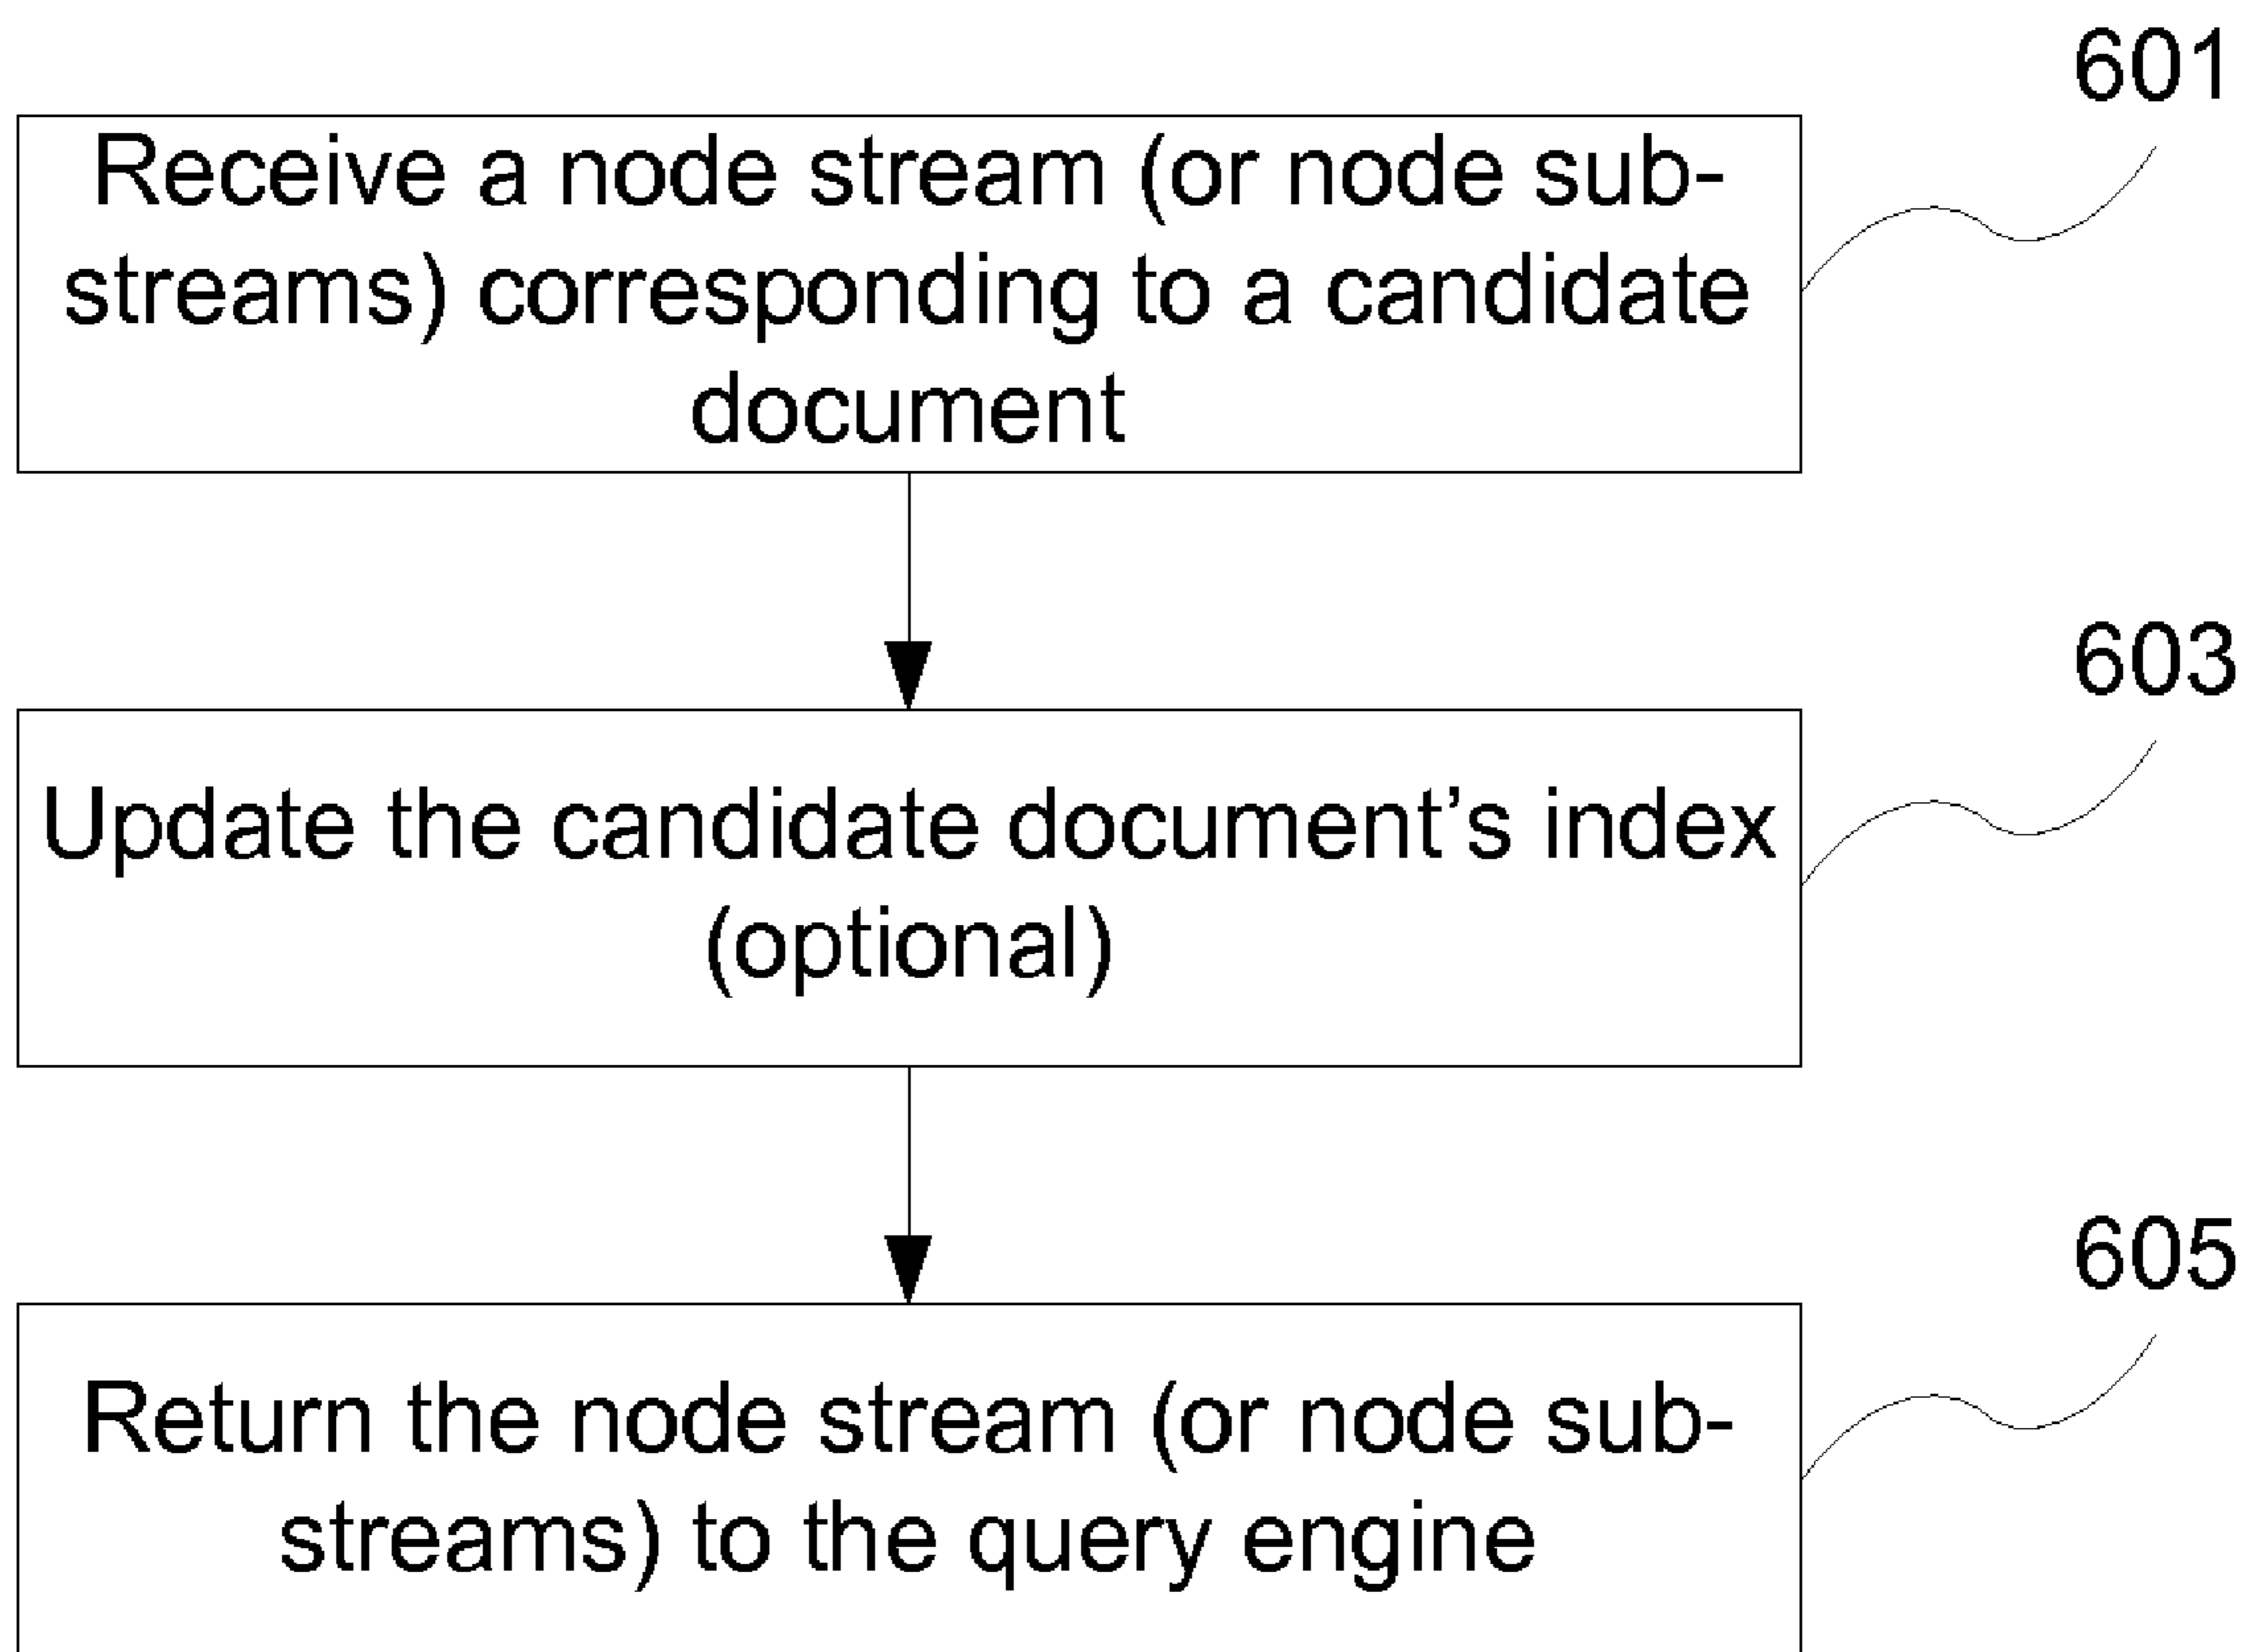 601
Receive a node stream (or node sub-
streams) corresponding to a candidate
document
603
Update the candidate document’s index
(optional)
605
Return the node stream (or node sub-
streams) to the query engine